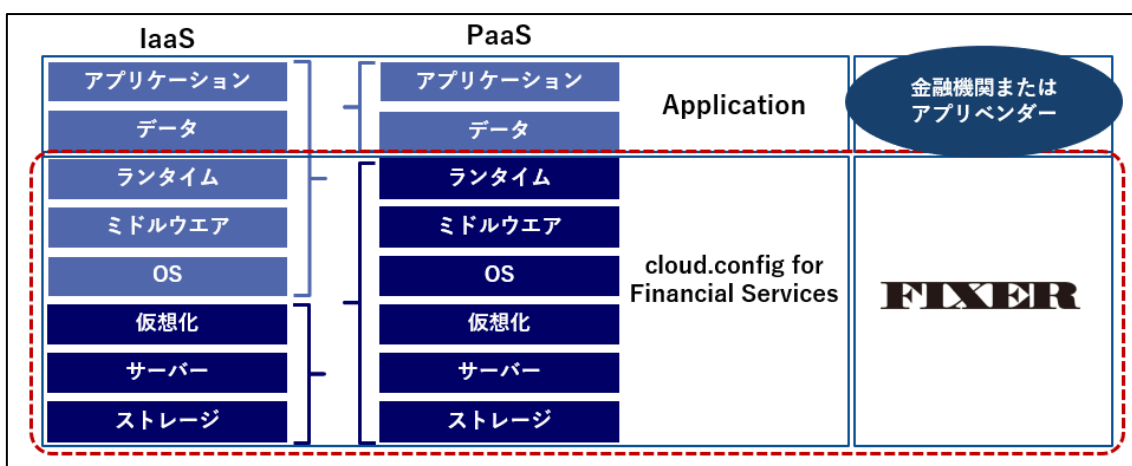 IaaS
PaaS
アプリケーション
アプリケーション
Application
金融機関または
アプリベンダー
データ
データ
ランタイム
ランタイム
ミドルウエア
ミドルウエア
OS
OS
cloud.config for
Financial Services
FIXER
仮想化
仮想化
サーバー
サーバー
ストレージ
ストレージ